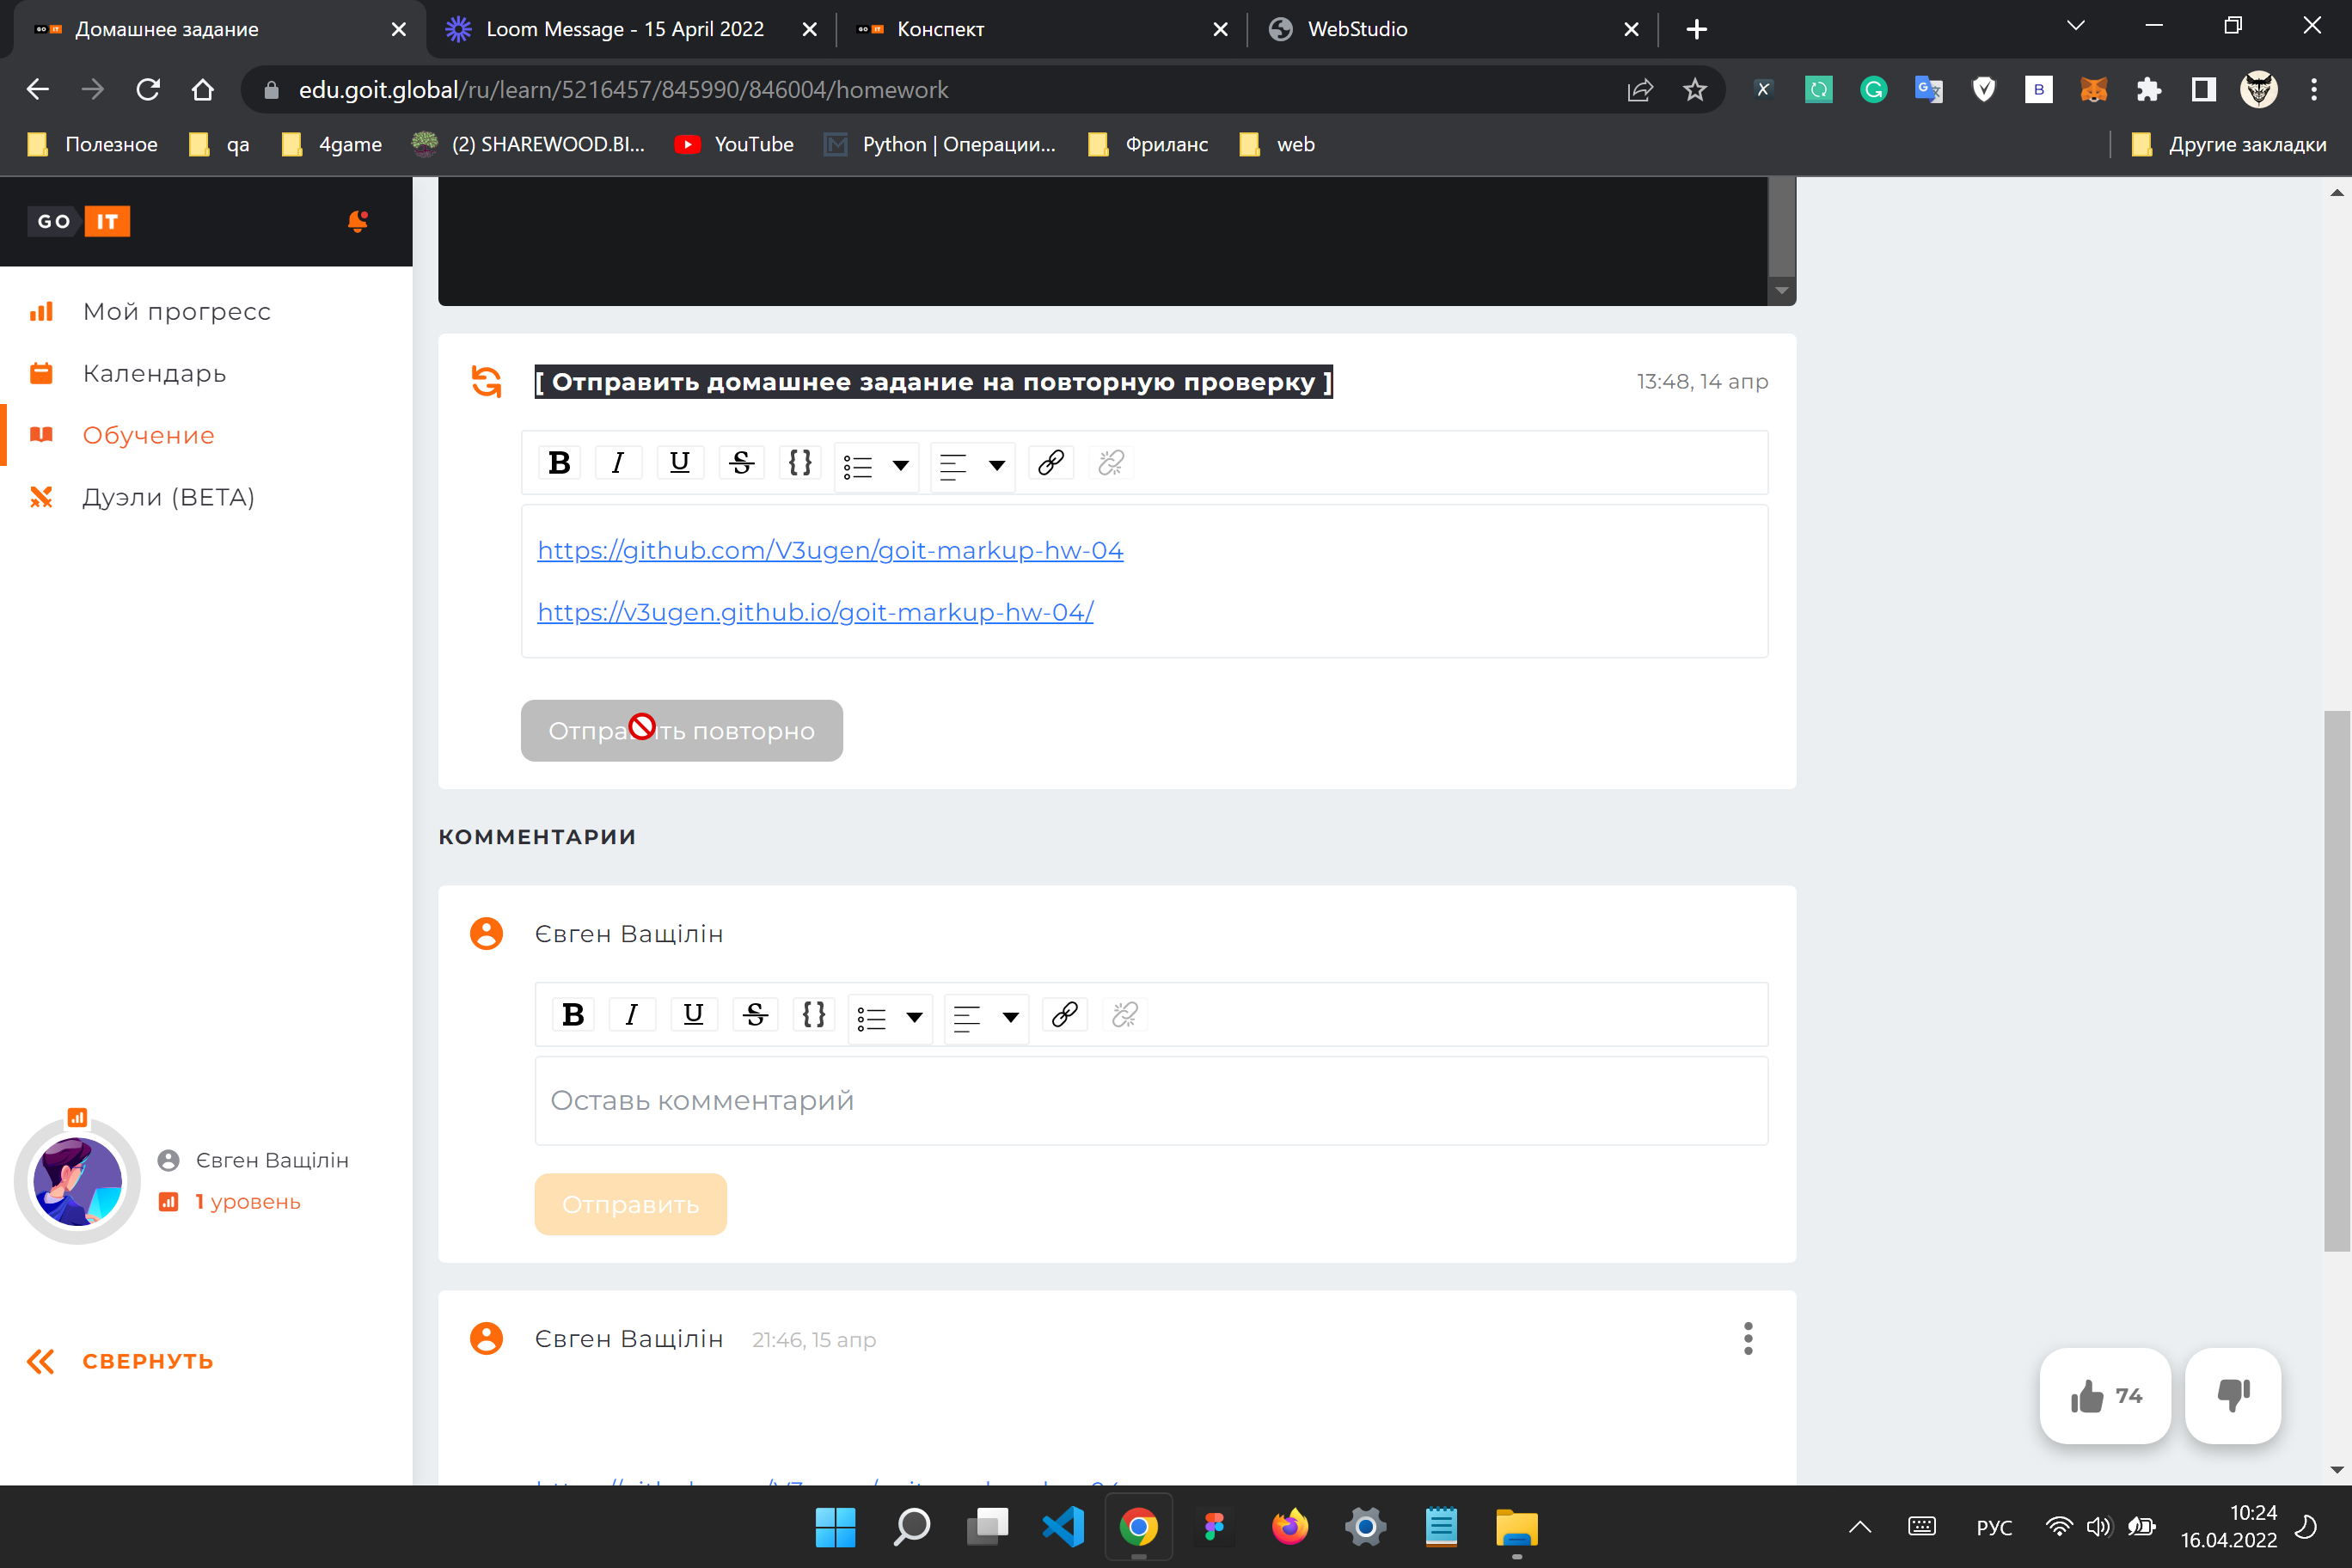 Домашнее задание
Loom Message - 15 April 2022
Конспект
WebStudio
edu.goit.global/ru/learn/5216457/845990/846004/homework
Полезное
qa
4game
(2) SHAREWOOD.BI...
YouTube
Python | Операции...
Фриланс
web
Другие закладки
GO IT
Мой прогресс
Календарь
Обучение
Дуэли (BETA)
Євген Ващілін
1 уровень
СВЕРНУТЬ
[ Отправить домашнее задание на повторную проверку ]
13:48, 14 апр
B I U S {}
https://github.com/V3ugen/goit-markup-hw-04
https://v3ugen.github.io/goit-markup-hw-04/
Отправить повторно
КОММЕНТАРИИ
Євген Ващілін
B I U S {}
Оставь комментарий
Отправить
Євген Ващілін 21:46, 15 апр
74
РУС
10:24
16.04.2022